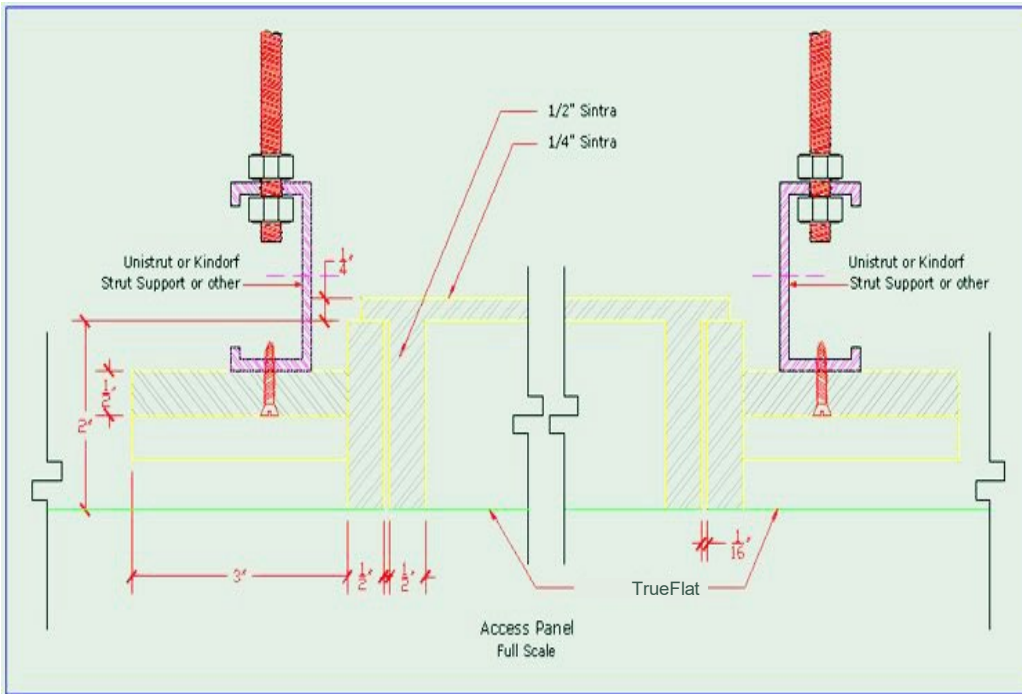 1/2" Sintra
1/4" Sintra
Unistrut or Kindorf
Strut Support or other
1/4"
Unistrut or Kindorf
Strut Support or other
1/2"
2"
3"
1/2"
1/2"
1/16"
TrueFlat
Access Panel
Full Scale